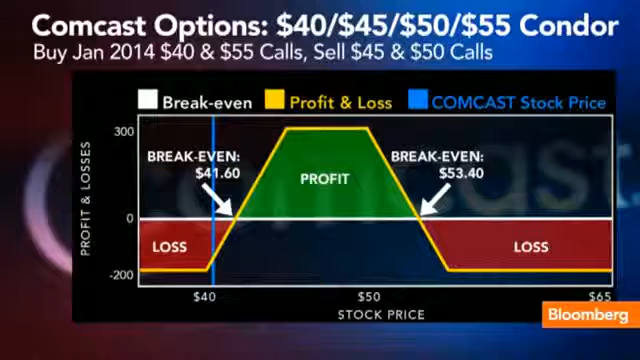 Comcast Options: $40/$45/$50/$55 Condor
Buy Jan 2014 $40 & $55 Calls, Sell $45 & $50 Calls
Break-even Profit & Loss COMCAST Stock Price
300
BREAK-EVEN:
$41.60
BREAK-EVEN:
$53.40
PROFIT
PROFIT & LOSSES
0
LOSS
LOSS
-200
$40 $50 $65
STOCK PRICE
Bloomberg
Comcast